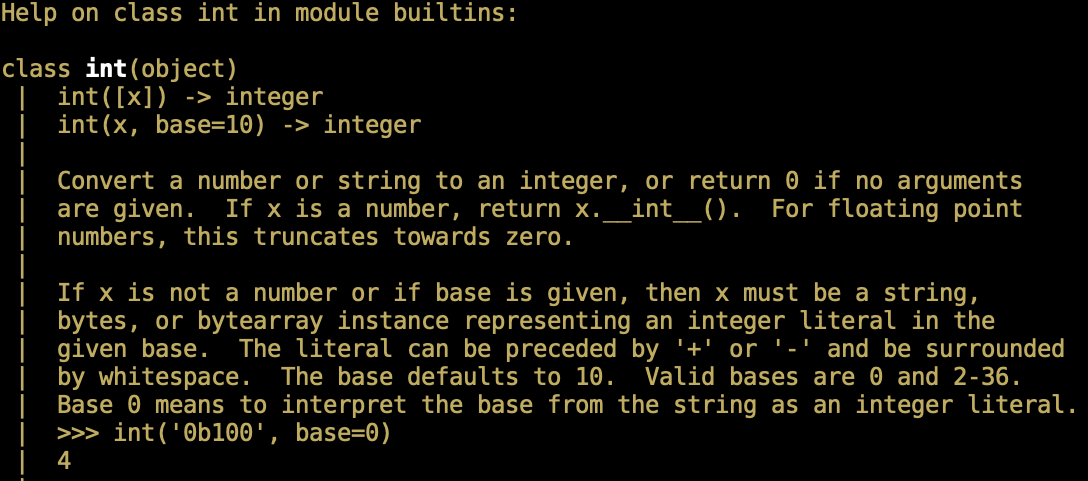 Help on class int in module builtins:

class int(object)
 |  int([x]) -> integer
 |  int(x, base=10) -> integer
 |
 |  Convert a number or string to an integer, or return 0 if no arguments
 |  are given.  If x is a number, return x.__int__().  For floating point
 |  numbers, this truncates towards zero.
 |
 |  If x is not a number or if base is given, then x must be a string,
 |  bytes, or bytearray instance representing an integer literal in the
 |  given base.  The literal can be preceded by '+' or '-' and be surrounded
 |  by whitespace.  The base defaults to 10.  Valid bases are 0 and 2-36.
 |  Base 0 means to interpret the base from the string as an integer literal.
 |  >>> int('0b100', base=0)
 |  4